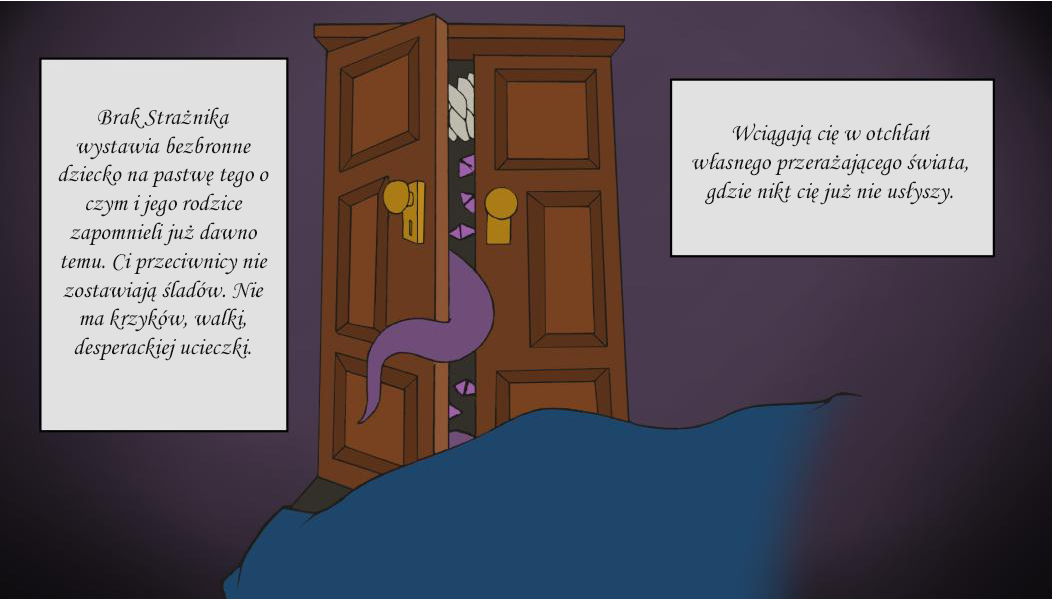 Brak Strażnika
wystawia bezbronne
dziecko na pastwę tego o
czym i jego rodzice
zapomnieli już dawno
temu. Ci przeciwnicy nie
zostawiają śladów. Nie
ma krzyków, walki,
desperackiej ucieczki.
Wciągają cię w otchłań
własnego przerażającego świata,
gdzie nikt cię już nie usłyszy.